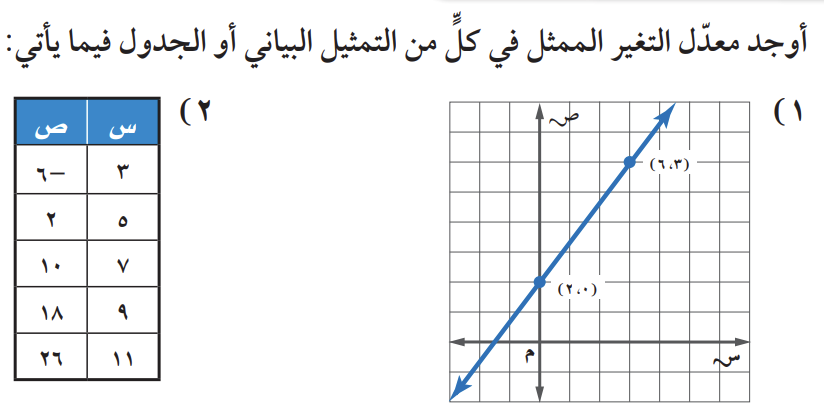 أوجد معدّل التغير الممثل في كلٍّ من التمثيل البياني أو الجدول فيما يأتي:
١)
ص
(٦،٣)
(٢،٠)
م
س
٢)
س ص
٣ –٦
٥ ٢
٧ ١٠
٩ ١٨
١١ ٢٦